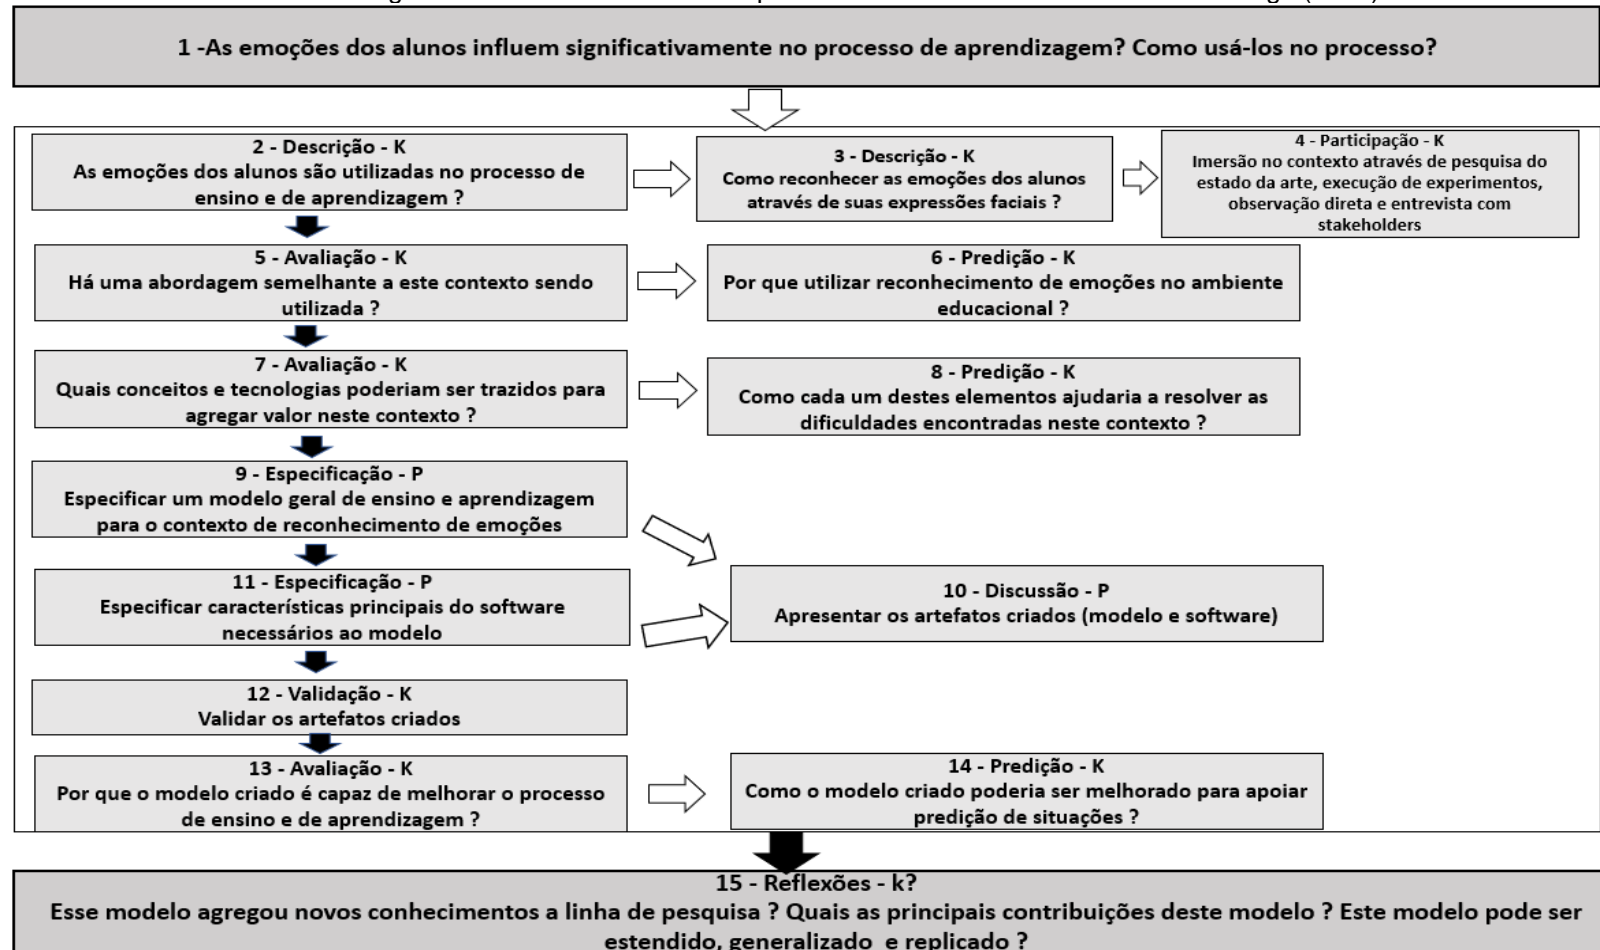 1 -As emoções dos alunos influem significativamente no processo de aprendizagem? Como usá-los no processo?
2 - Descrição - K
As emoções dos alunos são utilizadas no processo de
ensino e de aprendizagem ?
3 - Descrição - K
Como reconhecer as emoções dos alunos
através de suas expressões faciais ?
4 - Participação - K
Imersão no contexto através de pesquisa do
estado da arte, execução de experimentos,
observação direta e entrevista com
stakeholders
5 - Avaliação - K
Há uma abordagem semelhante a este contexto sendo
utilizada ?
6 - Predição - K
Por que utilizar reconhecimento de emoções no ambiente
educacional ?
7 - Avaliação - K
Quais conceitos e tecnologias poderiam ser trazidos para
agregar valor neste contexto ?
8 - Predição - K
Como cada um destes elementos ajudaria a resolver as
dificuldades encontradas neste contexto ?
9 - Especificação - P
Especificar um modelo geral de ensino e aprendizagem
para o contexto de reconhecimento de emoções
11 - Especificação - P
Especificar características principais do software
necessários ao modelo
10 - Discussão - P
Apresentar os artefatos criados (modelo e software)
12 - Validação - K
Validar os artefatos criados
13 - Avaliação - K
Por que o modelo criado é capaz de melhorar o processo
de ensino e de aprendizagem ?
14 - Predição - K
Como o modelo criado poderia ser melhorado para apoiar
predição de situações ?
15 - Reflexões - k?
Esse modelo agregou novos conhecimentos a linha de pesquisa ? Quais as principais contribuições deste modelo ? Este modelo pode ser
estendido, generalizado e replicado ?